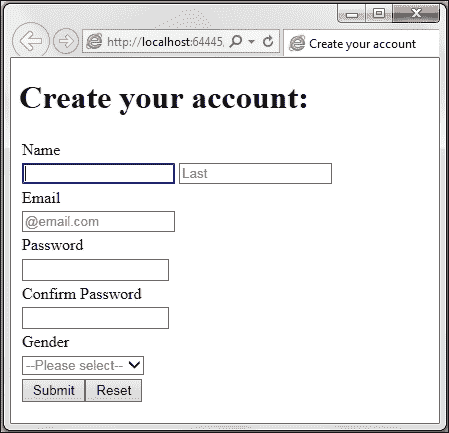 http://localhost:64445
Create your account
Create your account:
Name
Last
Email
@email.com
Password
Confirm Password
Gender
--Please select--
Submit Reset